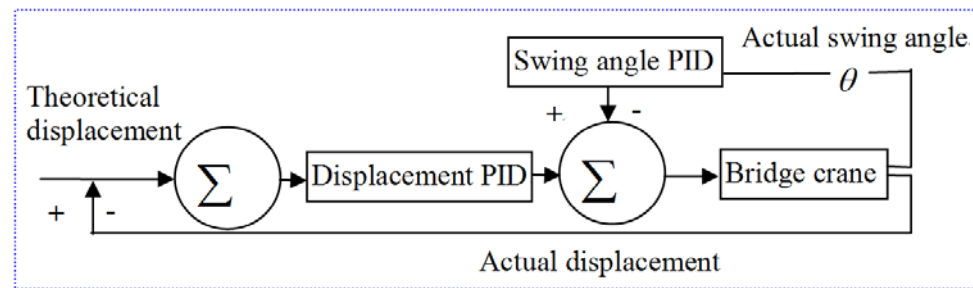 Actual swing angle
Swing angle PID
θ
Theoretical
displacement
+ -
Σ
Displacement PID
Σ
Bridge crane
+ -
Actual displacement